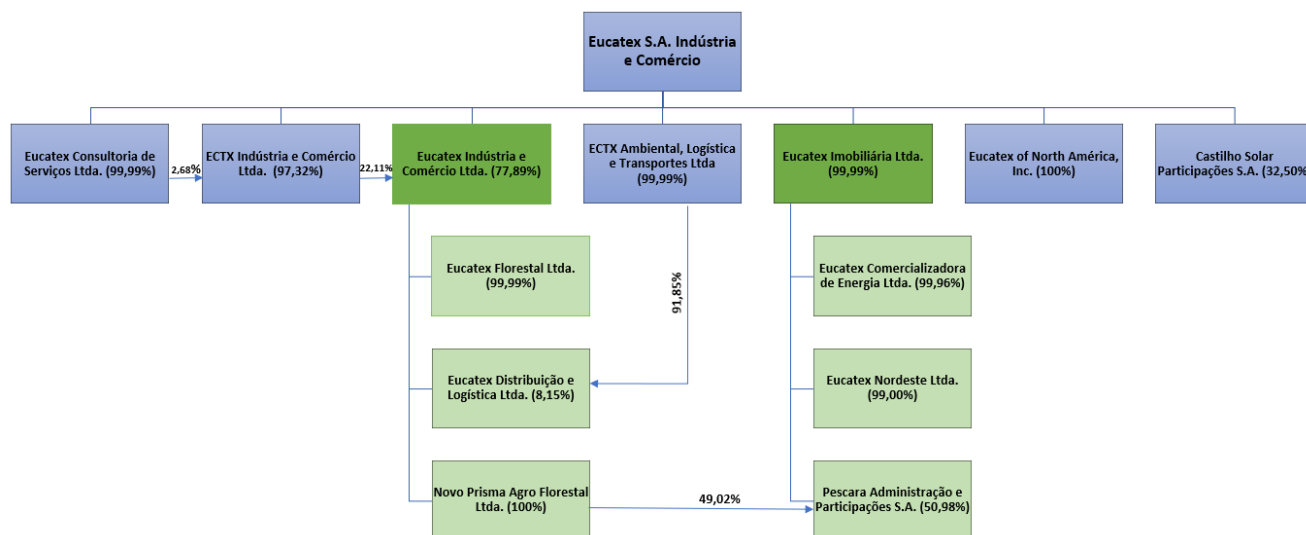 Eucatex S.A. Indústria
e Comércio
Eucatex Consultoria de
Serviços Ltda. (99,99%)
2,68%
ECTX Indústria e Comércio
Ltda. (97,32%)
22,11%
Eucatex Indústria e
Comércio Ltda. (77,89%)
ECTX Ambiental, Logística
e Transportes Ltda
(99,99%)
Eucatex Imobiliária Ltda.
(99,99%)
Eucatex of North América,
Inc. (100%)
Castilho Solar
Participações S.A. (32,50%
Eucatex Florestal Ltda.
(99,99%)
91,85%
Eucatex Comercializadora
de Energia Ltda. (99,96%)
Eucatex Distribuição e
Logística Ltda. (8,15%)
Eucatex Nordeste Ltda.
(99,00%)
Novo Prisma Agro Florestal
Ltda. (100%)
49,02%
Pescara Administração e
Participações S.A. (50,98%)